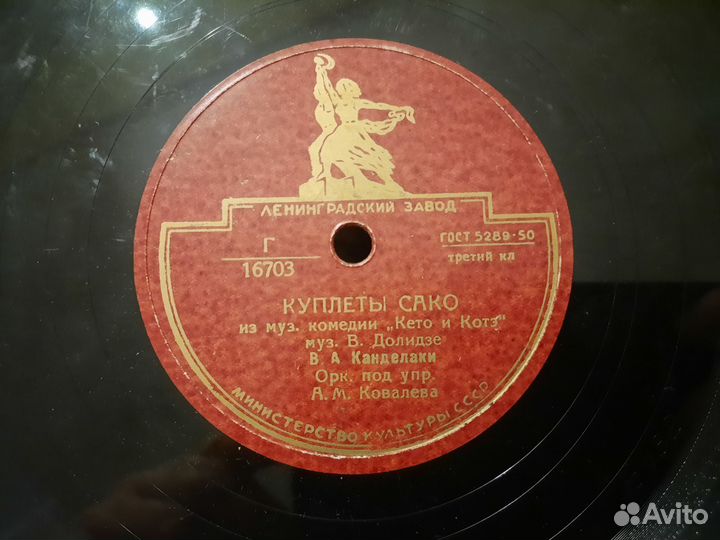 ЛЕНИНГРАДСКИЙ ЗАВОД
Г
16703
ГОСТ 5289-50
третий кл
КУПЛЕТЫ САКО
из муз. комедии „Кето и Котэ"
муз. В. Долидзе
В А Канделаки
Орк. под упр.
А. М. Ковалева
МИНИСТЕРСТВО КУЛЬТУРЫ СССР
Avito